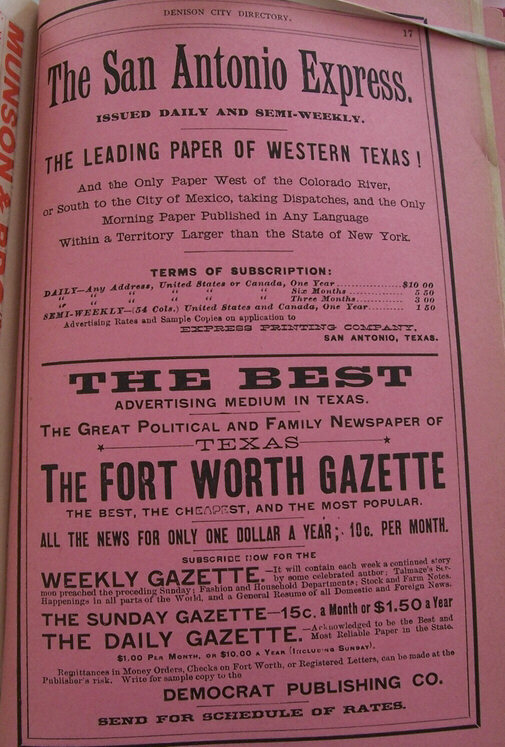 DENISON CITY DIRECTORY.
17
The San Antonio Express.
ISSUED DAILY AND SEMI-WEEKLY.
THE LEADING PAPER OF WESTERN TEXAS!
And the Only Paper West of the Colorado River,
or South to the City of Mexico, taking Dispatches, and the Only
Morning Paper Published in Any Language
Within a Territory Larger than the State of New York.
TERMS OF SUBSCRIPTION:
DAILY—Any Address, United States or Canada, One Year $10 00
" " " " " Six Months 5 50
" " " " " Three Months 3 00
SEMI-WEEKLY—(54 Cols.) United States and Canada, One Year 1 50
Advertising Rates and Sample Copies on application to
EXPRESS PRINTING COMPANY,
SAN ANTONIO, TEXAS.
THE BEST
ADVERTISING MEDIUM IN TEXAS.
THE GREAT POLITICAL AND FAMILY NEWSPAPER OF
TEXAS
THE FORT WORTH GAZETTE
THE BEST, THE CHEAPEST, AND THE MOST POPULAR.
ALL THE NEWS FOR ONLY ONE DOLLAR A YEAR; 10c. PER MONTH.
SUBSCRIBE NOW FOR THE
WEEKLY GAZETTE.—It will contain each week a continued story
by some celebrated author; Talmage's Ser-
mon preached the preceding Sunday; Fashion and Household Departments; Stock and Farm Notes.
Happenings in all parts of the World, and a General Resume of all Domestic and Foreign News.
THE SUNDAY GAZETTE—15c. a Month or $1.50 a Year
THE DAILY GAZETTE.—Acknowledged to be the Best and
Most Reliable Paper in the State.
$1.00 PER MONTH, OR $10.00 A YEAR (INCLUDING SUNDAY).
Remittances in Money Orders, Checks on Fort Worth, or Registered Letters, can be made at the
Publisher's risk. Write for sample copy to the
DEMOCRAT PUBLISHING CO.
SEND FOR SCHEDULE OF RATES.
MUNSON &